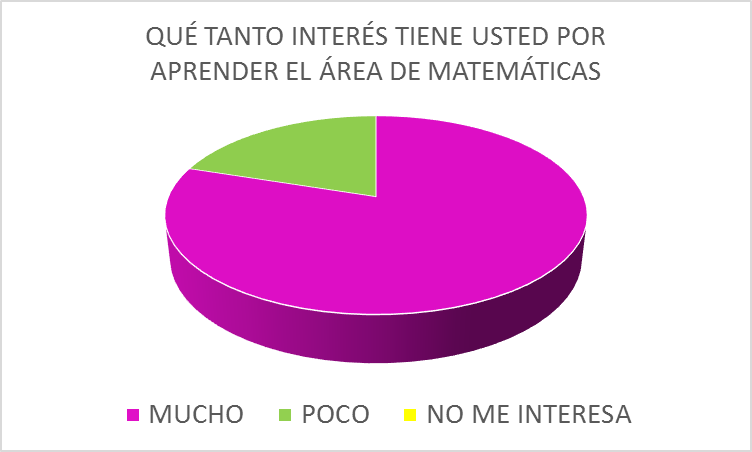 QUÉ TANTO INTERÉS TIENE USTED POR
APRENDER EL ÁREA DE MATEMÁTICAS
MUCHO POCO NO ME INTERESA